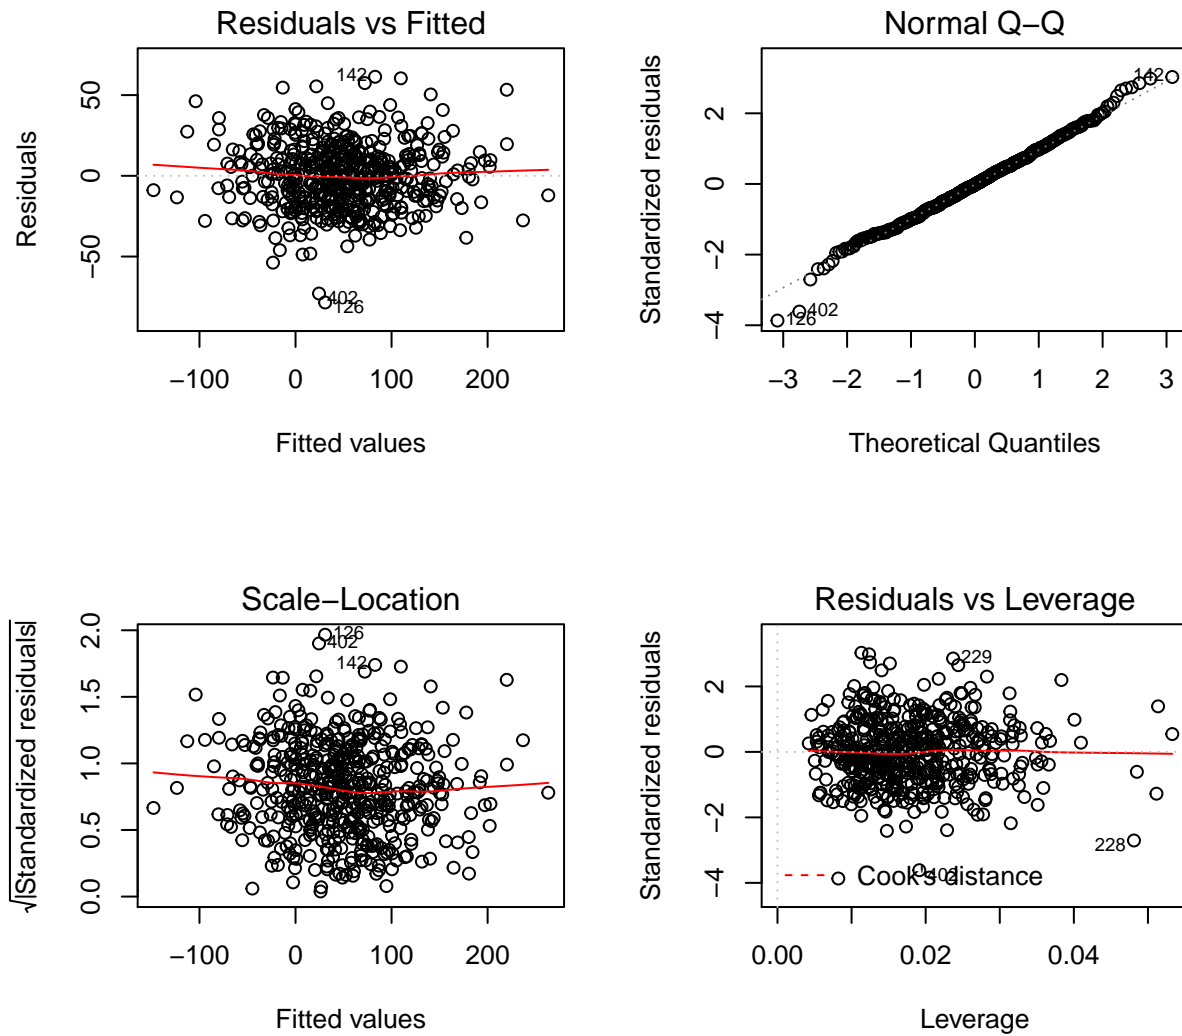 Residuals vs Fitted
Residuals
50
0
−50
142
402
126
−100 0 100 200
Fitted values
Normal Q−Q
Standardized residuals
2
0
−2
−4
142
402
126
−3 −2 −1 0 1 2 3
Theoretical Quantiles
Scale−Location
√|Standardized residuals|
2.0
1.5
1.0
0.5
0.0
126
402
142
−100 0 100 200
Fitted values
Residuals vs Leverage
Standardized residuals
2
0
−2
−4
229
228
402
Cook's distance
0.00 0.02 0.04
Leverage